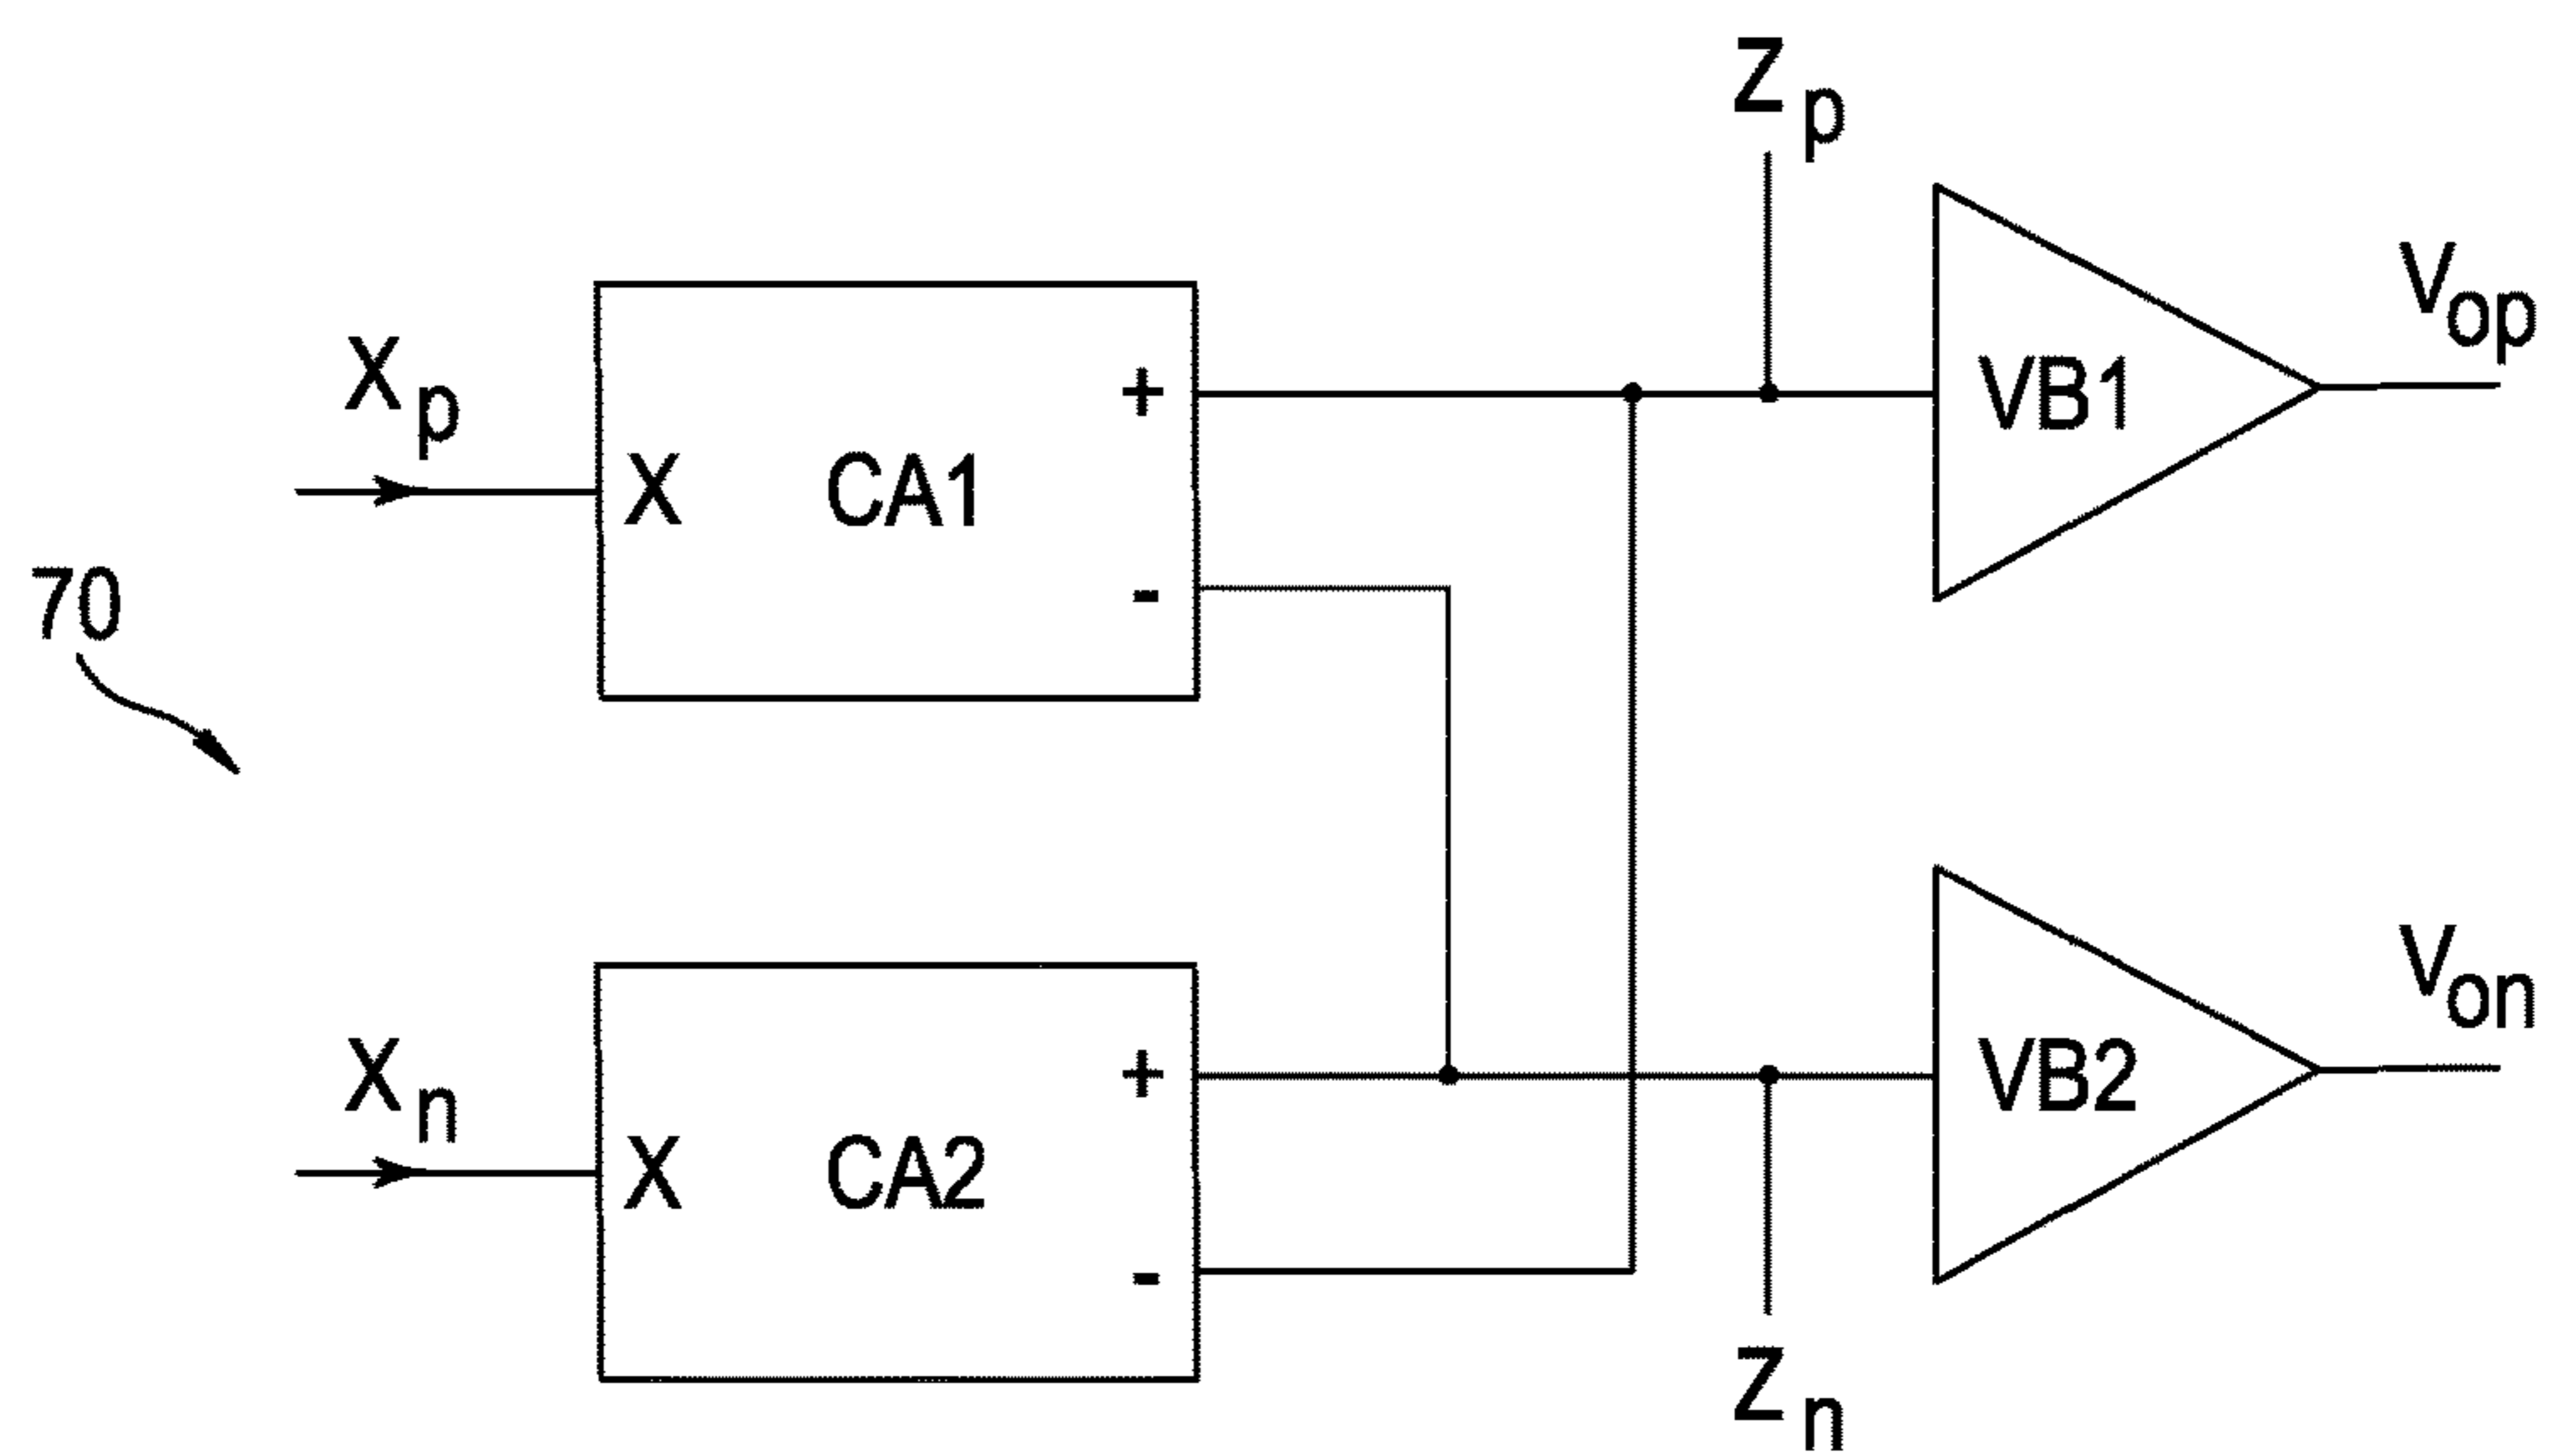 Zp
Xp
X CA1 +
-
VB1
Vop
70
Xn
X CA2 +
-
VB2
Von
Zn